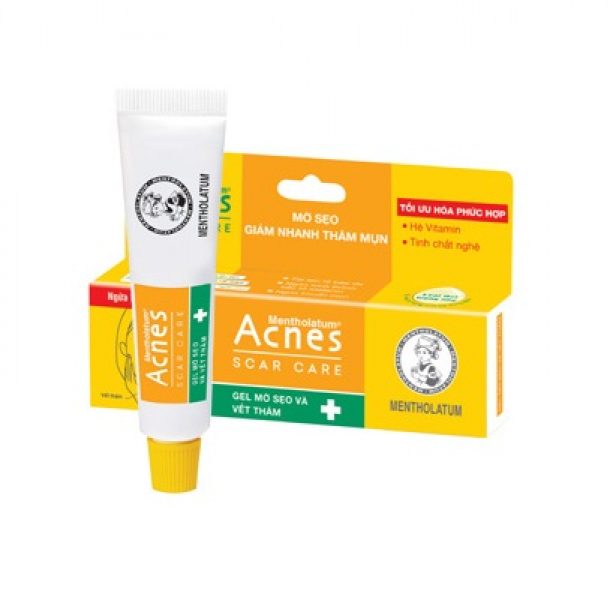 MENTHOLATUM
MENTHOLATUM
Mentholatum®
Acnes
SCAR CARE
GEL MỜ SẸO
VÀ VẾT THÂM
MỜ SẸO
GIẢM NHANH THÂM MỤN
TỐI ƯU HÓA PHỨC HỢP
• Hệ Vitamin
• Tinh chất nghệ
Ngừa
Mentholatum®
Acnes
SCAR CARE
GEL MỜ SẸO VÀ
VẾT THÂM
MENTHOLATUM
MENTHOLATUM